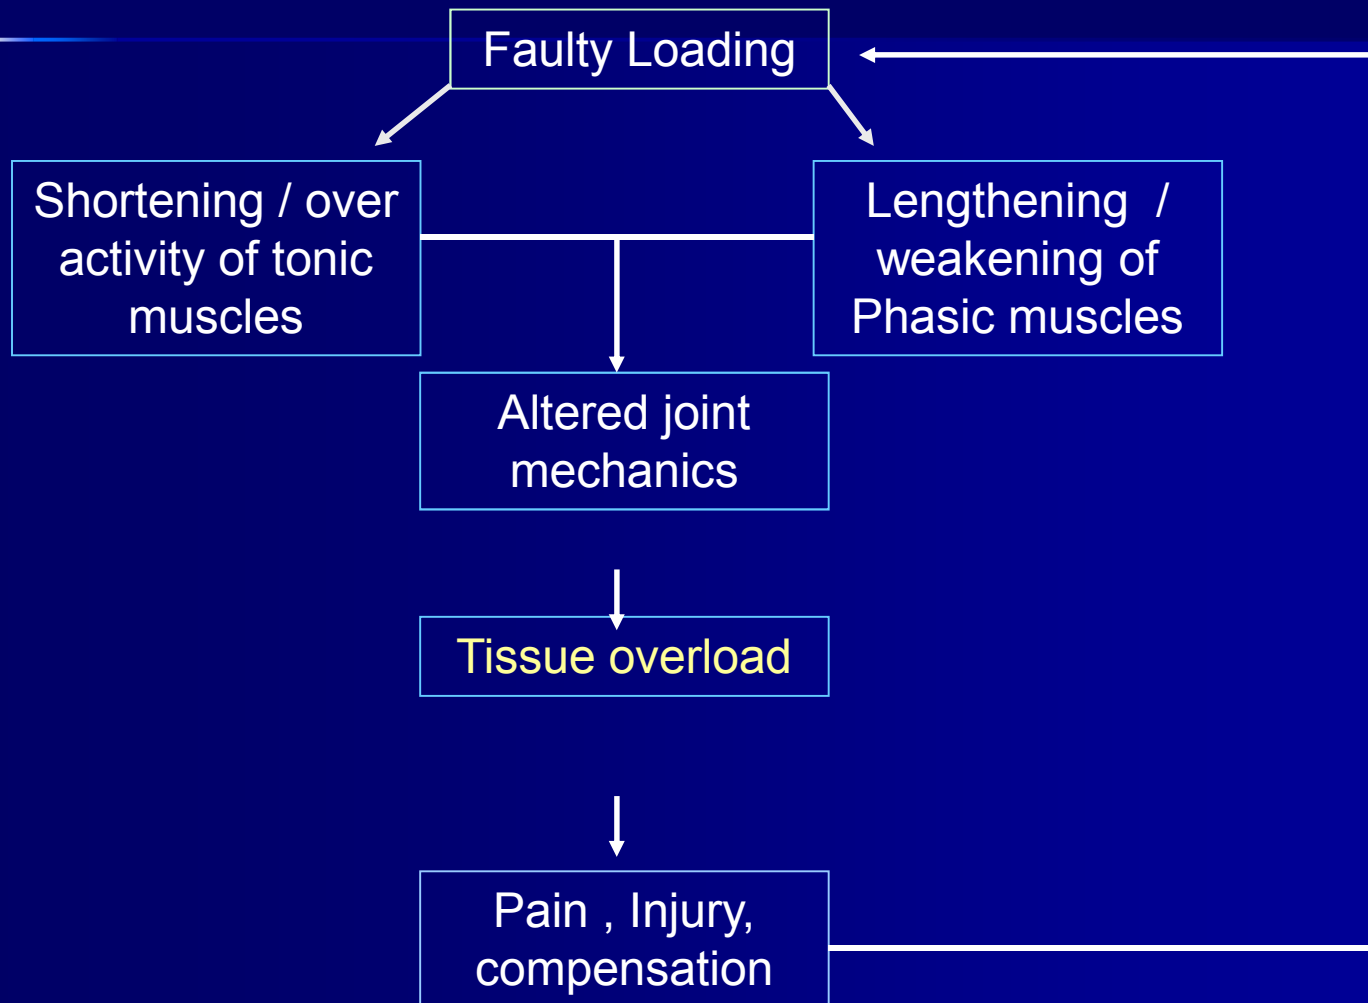 Faulty Loading
Shortening / over
activity of tonic
muscles
Lengthening /
weakening of
Phasic muscles
Altered joint
mechanics
Tissue overload
Pain , Injury,
compensation